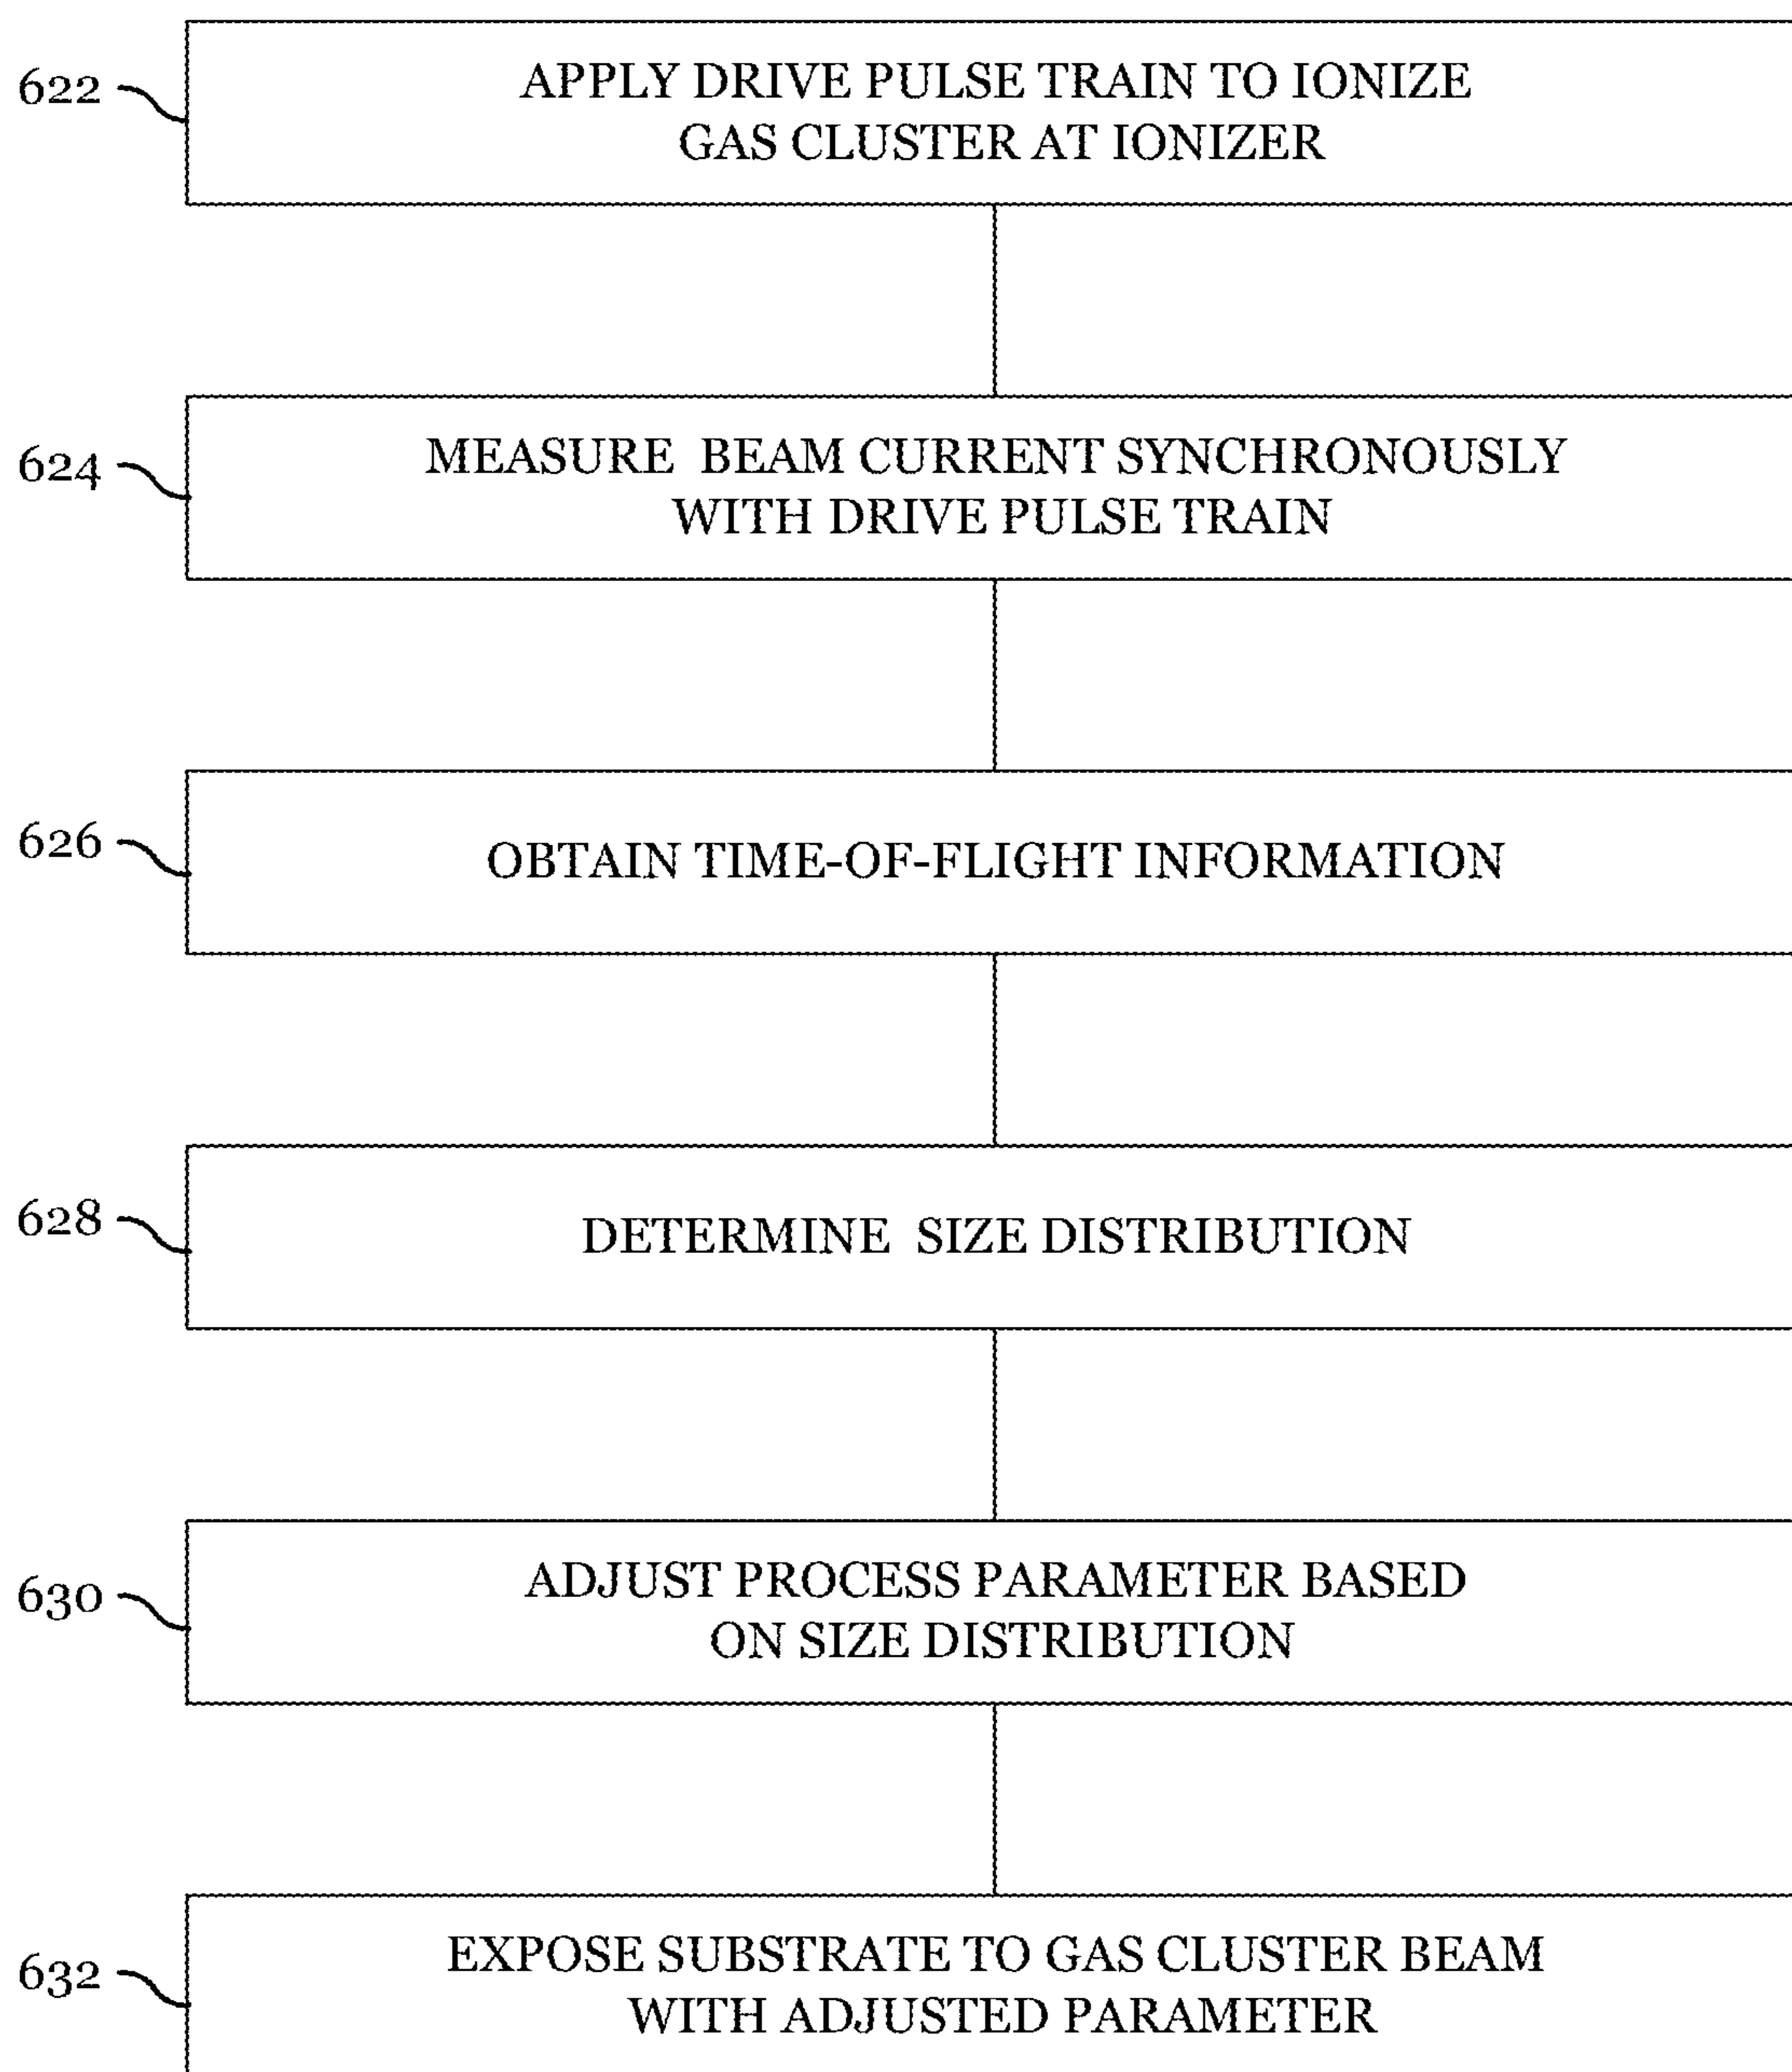 622
APPLY DRIVE PULSE TRAIN TO IONIZE
GAS CLUSTER AT IONIZER
624
MEASURE BEAM CURRENT SYNCHRONOUSLY
WITH DRIVE PULSE TRAIN
626
OBTAIN TIME-OF-FLIGHT INFORMATION
628
DETERMINE SIZE DISTRIBUTION
630
ADJUST PROCESS PARAMETER BASED
ON SIZE DISTRIBUTION
632
EXPOSE SUBSTRATE TO GAS CLUSTER BEAM
WITH ADJUSTED PARAMETER